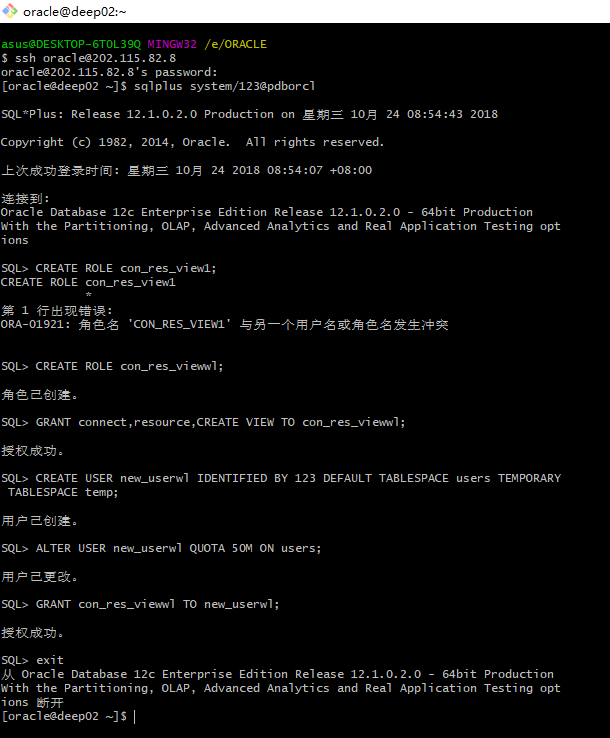 oracle@deep02:~
asus@DESKTOP-6TOL39Q MINGW32 /e/ORACLE
$ ssh oracle@202.115.82.8
oracle@202.115.82.8's password:
[oracle@deep02 ~]$ sqlplus system/123@pdborcl
SQL*Plus: Release 12.1.0.2.0 Production on 星期三 10月 24 08:54:43 2018
Copyright (c) 1982, 2014, Oracle.  All rights reserved.
上次成功登录时间: 星期三 10月 24 2018 08:54:07 +08:00
连接到:
Oracle Database 12c Enterprise Edition Release 12.1.0.2.0 - 64bit Production
With the Partitioning, OLAP, Advanced Analytics and Real Application Testing opt
ions
SQL> CREATE ROLE con_res_view1;
CREATE ROLE con_res_view1
*
第 1 行出现错误:
ORA-01921: 角色名 'CON_RES_VIEW1' 与另一个用户名或角色名发生冲突
SQL> CREATE ROLE con_res_viewwl;
角色已创建。
SQL> GRANT connect,resource,CREATE VIEW TO con_res_viewwl;
授权成功。
SQL> CREATE USER new_userwl IDENTIFIED BY 123 DEFAULT TABLESPACE users TEMPORARY
TABLESPACE temp;
用户已创建。
SQL> ALTER USER new_userwl QUOTA 50M ON users;
用户已更改。
SQL> GRANT con_res_viewwl TO new_userwl;
授权成功。
SQL> exit
从 Oracle Database 12c Enterprise Edition Release 12.1.0.2.0 - 64bit Production
With the Partitioning, OLAP, Advanced Analytics and Real Application Testing opt
ions 断开
[oracle@deep02 ~]$